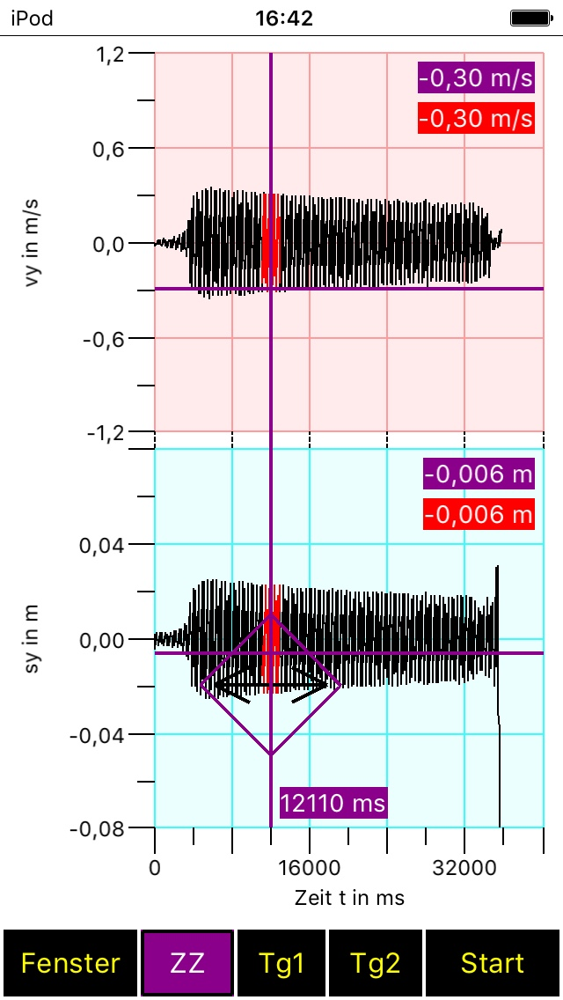 iPod 16:42
1,2
-0,30 m/s
-0,30 m/s
0,6
vy in m/s
0,0
-0,6
-1,2
-0,006 m
-0,006 m
0,04
sy in m
0,00
-0,04
12110 ms
-0,08
0 16000 32000
Zeit t in ms
Fenster ZZ Tg1 Tg2 Start